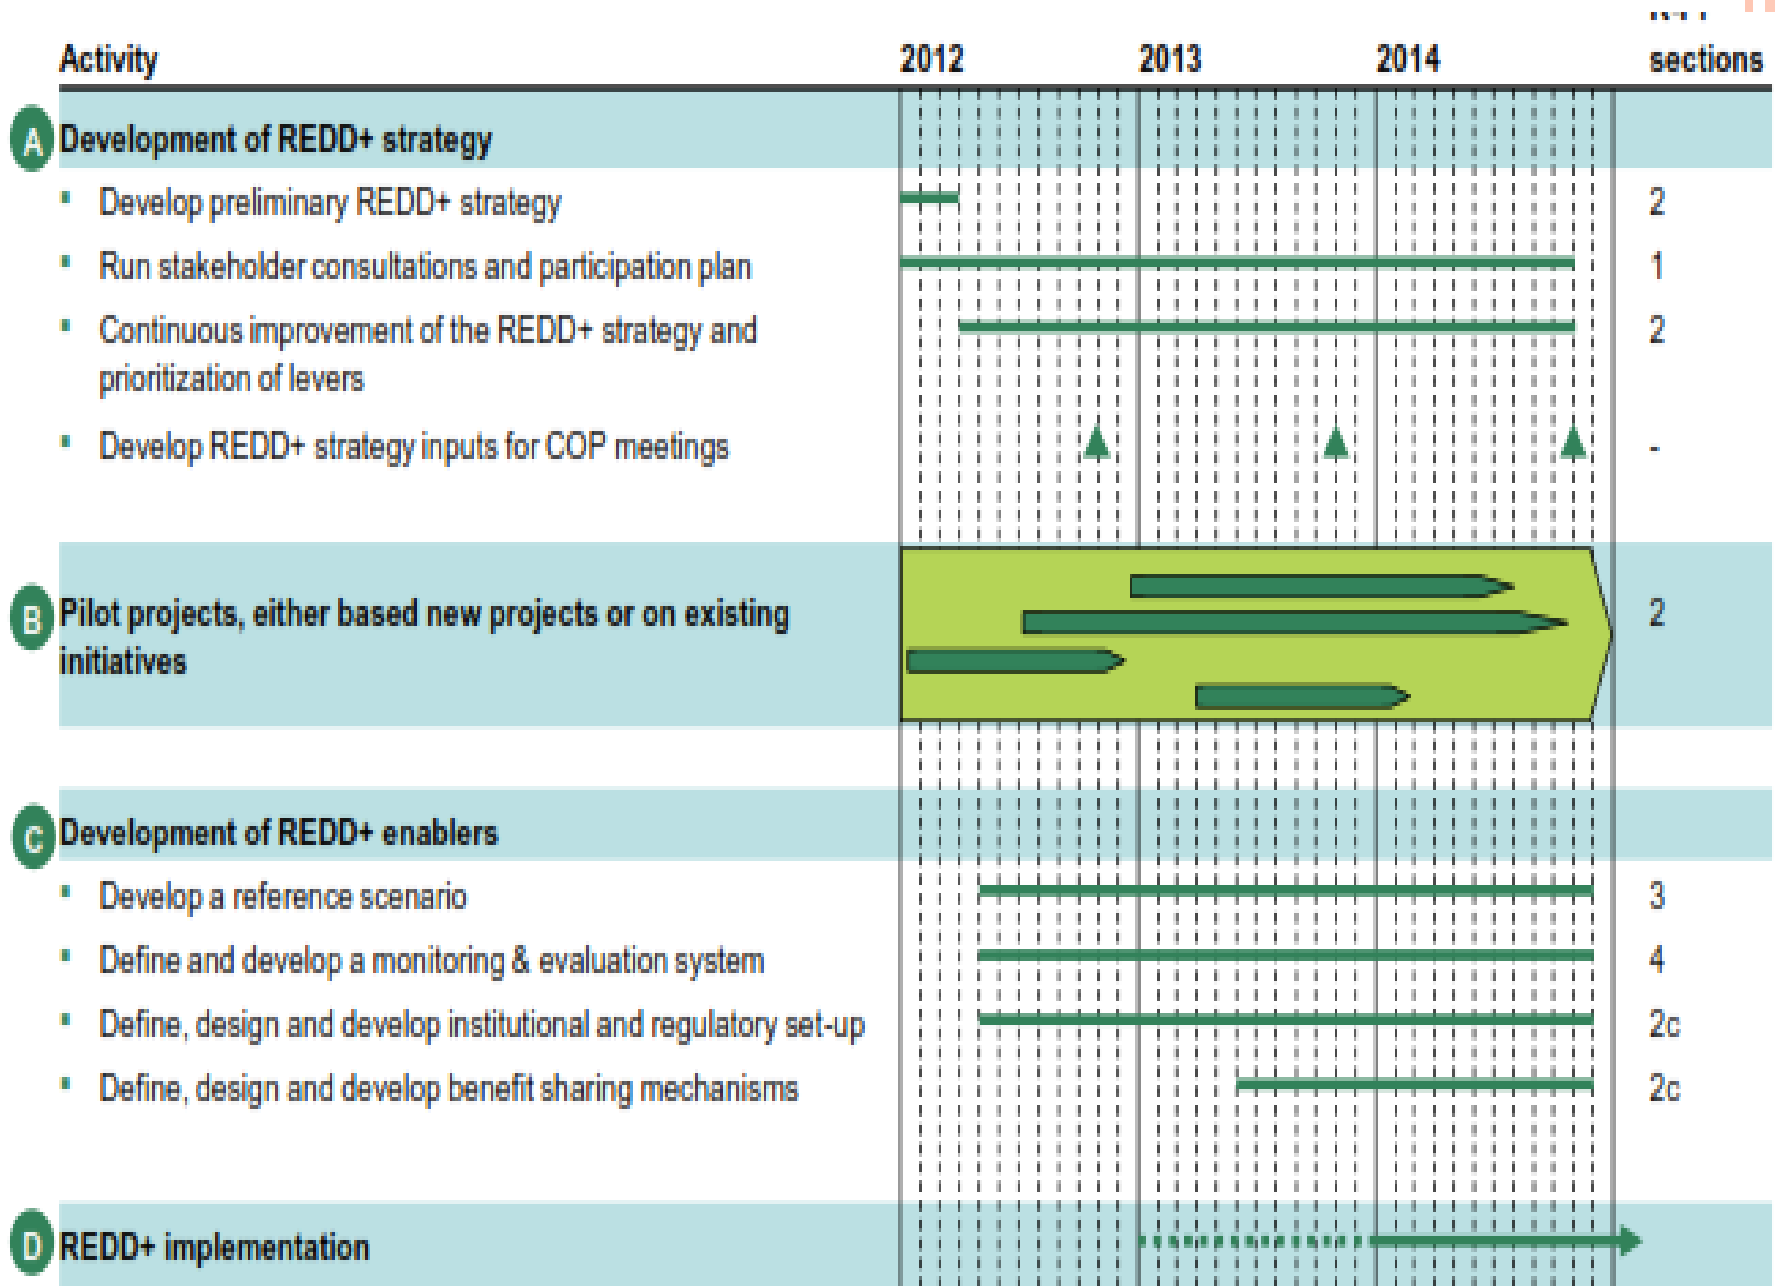 Activity 2012 2013 2014 sections
A Development of REDD+ strategy
Develop preliminary REDD+ strategy 2
Run stakeholder consultations and participation plan 1
Continuous improvement of the REDD+ strategy and 2
prioritization of levers
Develop REDD+ strategy inputs for COP meetings -
B Pilot projects, either based new projects or on existing 2
initiatives
C Development of REDD+ enablers
Develop a reference scenario 3
Define and develop a monitoring & evaluation system 4
Define, design and develop institutional and regulatory set-up 2c
Define, design and develop benefit sharing mechanisms 2c
D REDD+ implementation